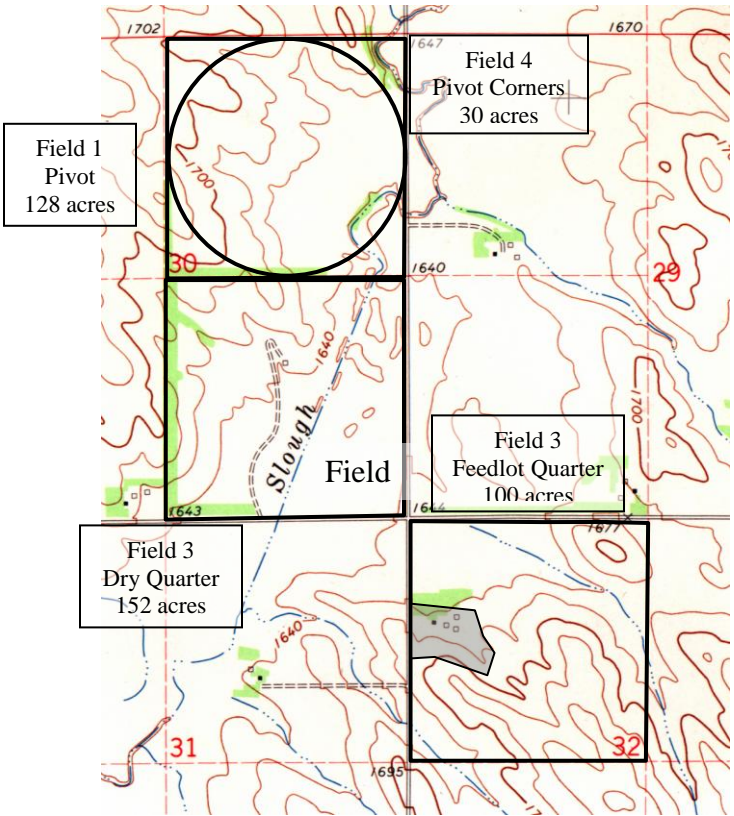 1702
1647
1670
Field 4
Pivot Corners
30 acres
Field 1
Pivot
128 acres
1700
30
1640
29
1640
Slough
1700
Field
Field 3
Feedlot Quarter
100 acres
1643
1644
1677
Field 3
Dry Quarter
152 acres
1640
31
32
1695